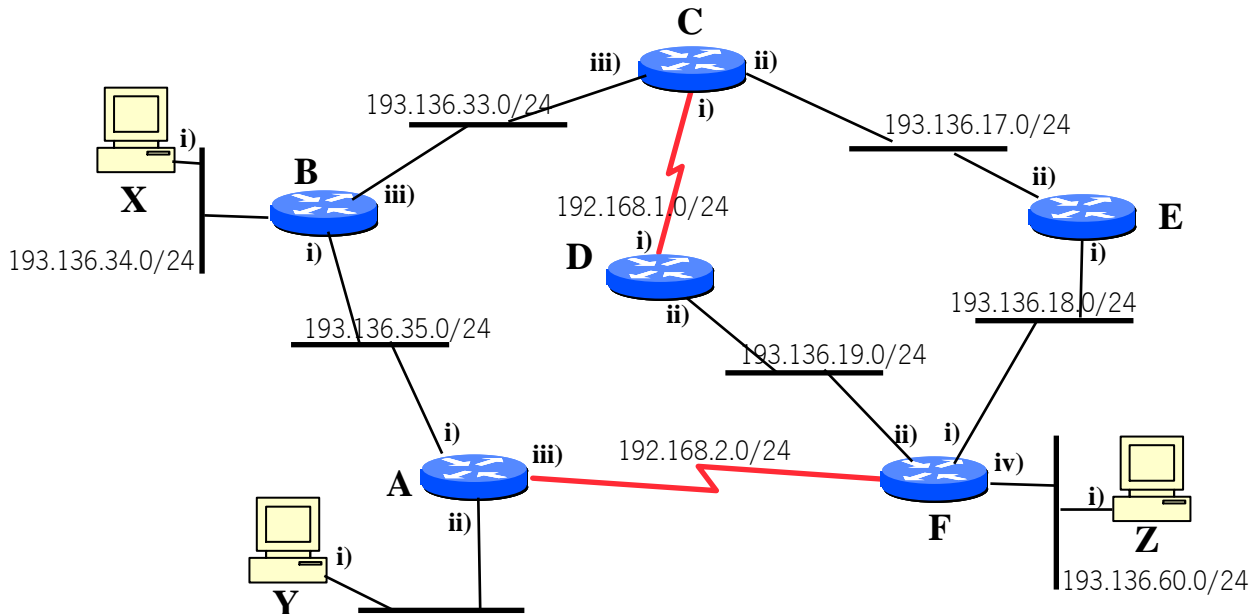 C
iii)
ii)
i)
193.136.33.0/24
193.136.17.0/24
i)
X
B
iii)
i)
193.136.34.0/24
192.168.1.0/24
i)
D
ii)
ii)
E
i)
193.136.18.0/24
193.136.35.0/24
193.136.19.0/24
i)
iii)
A
ii)
192.168.2.0/24
ii)
i)
iv)
F
i)
Z
193.136.60.0/24
i)
Y